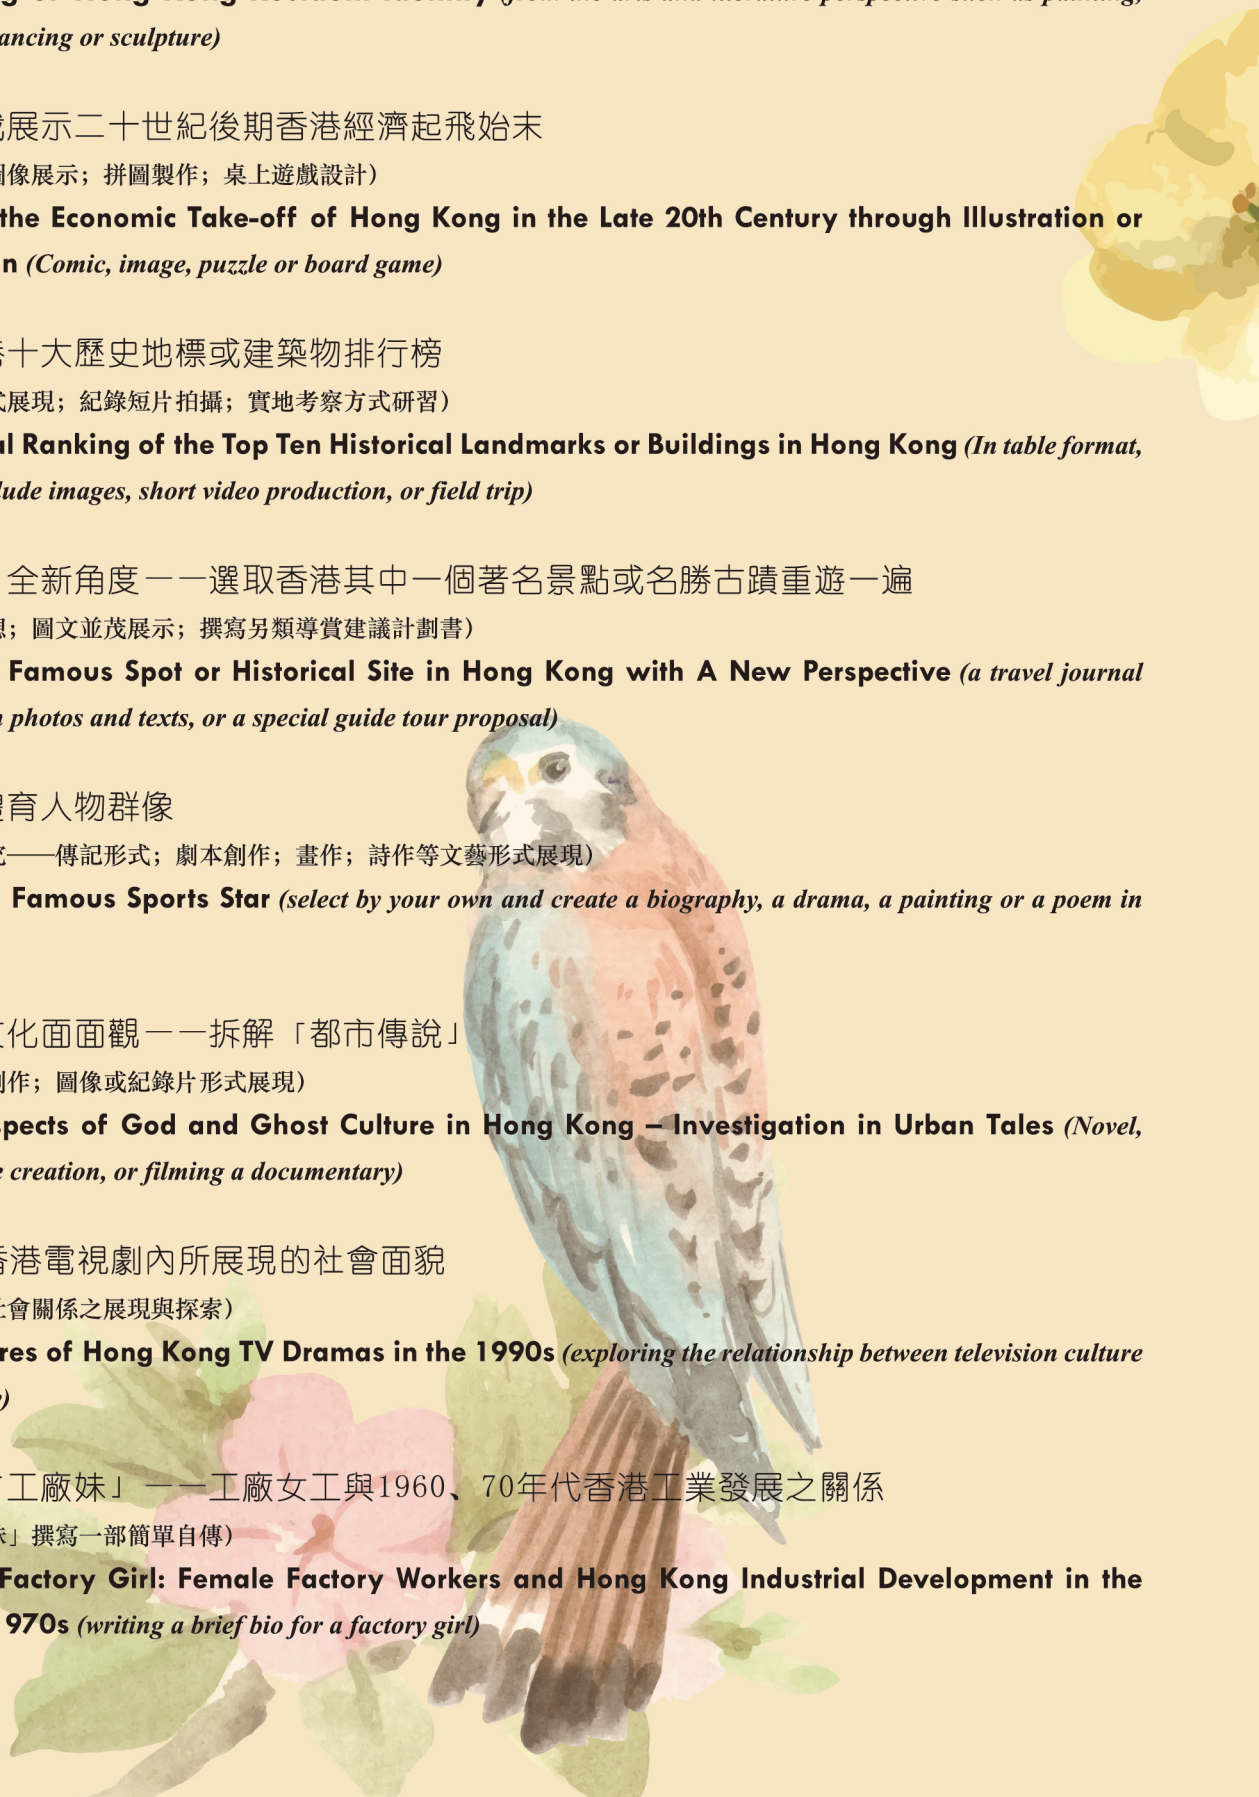 ancing or sculpture)
展示二十世紀後期香港經濟起飛始末
像展示；拼圖製作；桌上遊戲設計）
the Economic Take-off of Hong Kong in the Late 20th Century through Illustration or
n (Comic, image, puzzle or board game)
十大歷史地標或建築物排行榜
展現；紀錄短片拍攝；實地考察方式研習）
al Ranking of the Top Ten Historical Landmarks or Buildings in Hong Kong (In table format,
lude images, short video production, or field trip)
全新角度——選取香港其中一個著名景點或名勝古蹟重遊一遍
；圖文並茂展示；撰寫另類導賞建議計劃書）
Famous Spot or Historical Site in Hong Kong with A New Perspective (a travel journal
photos and texts, or a special guide tour proposal)
育人物群像
——傳記形式；劇本創作；畫作；詩作等文藝形式展現）
Famous Sports Star (select by your own and create a biography, a drama, a painting or a poem in
化面面觀——拆解「都市傳說」
作；圖像或紀錄片形式展現）
spects of God and Ghost Culture in Hong Kong – Investigation in Urban Tales (Novel,
e creation, or filming a documentary)
香港電視劇內所展現的社會面貌
會關係之展現與探索）
res of Hong Kong TV Dramas in the 1990s (exploring the relationship between television culture
)
工廠妹」——工廠女工與1960、70年代香港工業發展之關係
」撰寫一部簡單自傳）
Factory Girl: Female Factory Workers and Hong Kong Industrial Development in the
970s (writing a brief bio for a factory girl)